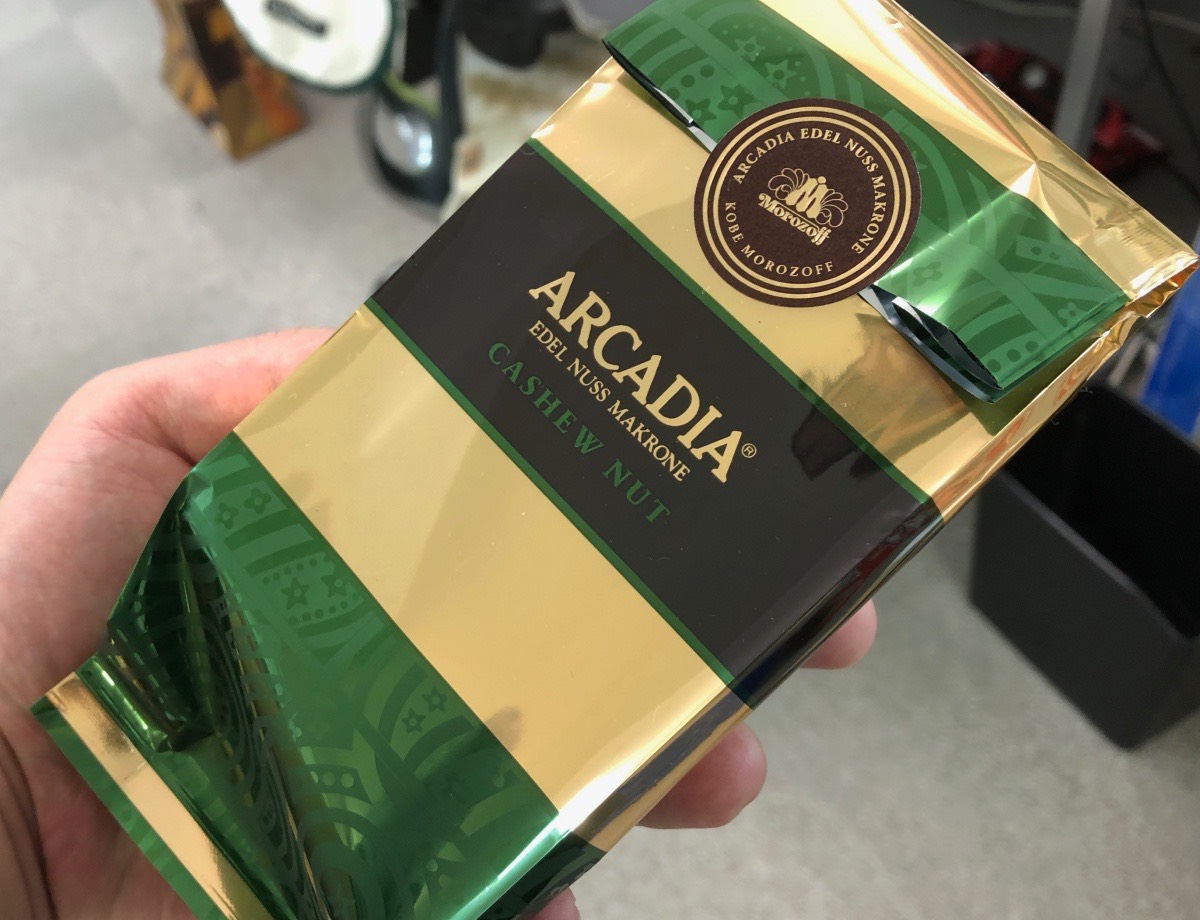 ARCADIA EDEL NUSS MAKRONE
Morozoff
KOBE MOROZOFF
ARCADIA®
EDEL NUSS MAKRONE
CASHEW NUT